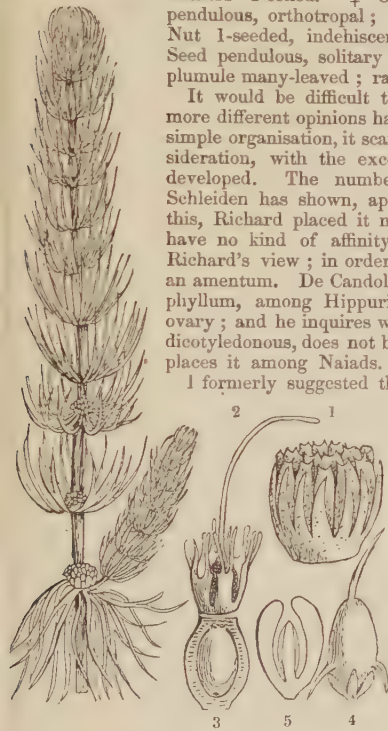 pendulous, orthotropal ;
Nut 1-seeded, indehiscen
Seed pendulous, solitary
plumule many-leaved ; ra
It would be difficult t
more different opinions ha
simple organisation, it sca
sideration, with the exce
developed. The numbe
Schleiden has shown, ap
this, Richard placed it n
have no kind of affinity
Richard's view ; in order
an amentum. De Candol
phyllum, among Hippuri
ovary ; and he inquires w
dicotyledonous, does not b
places it among Naiads.
I formerly suggested th
2 1
3 5 4